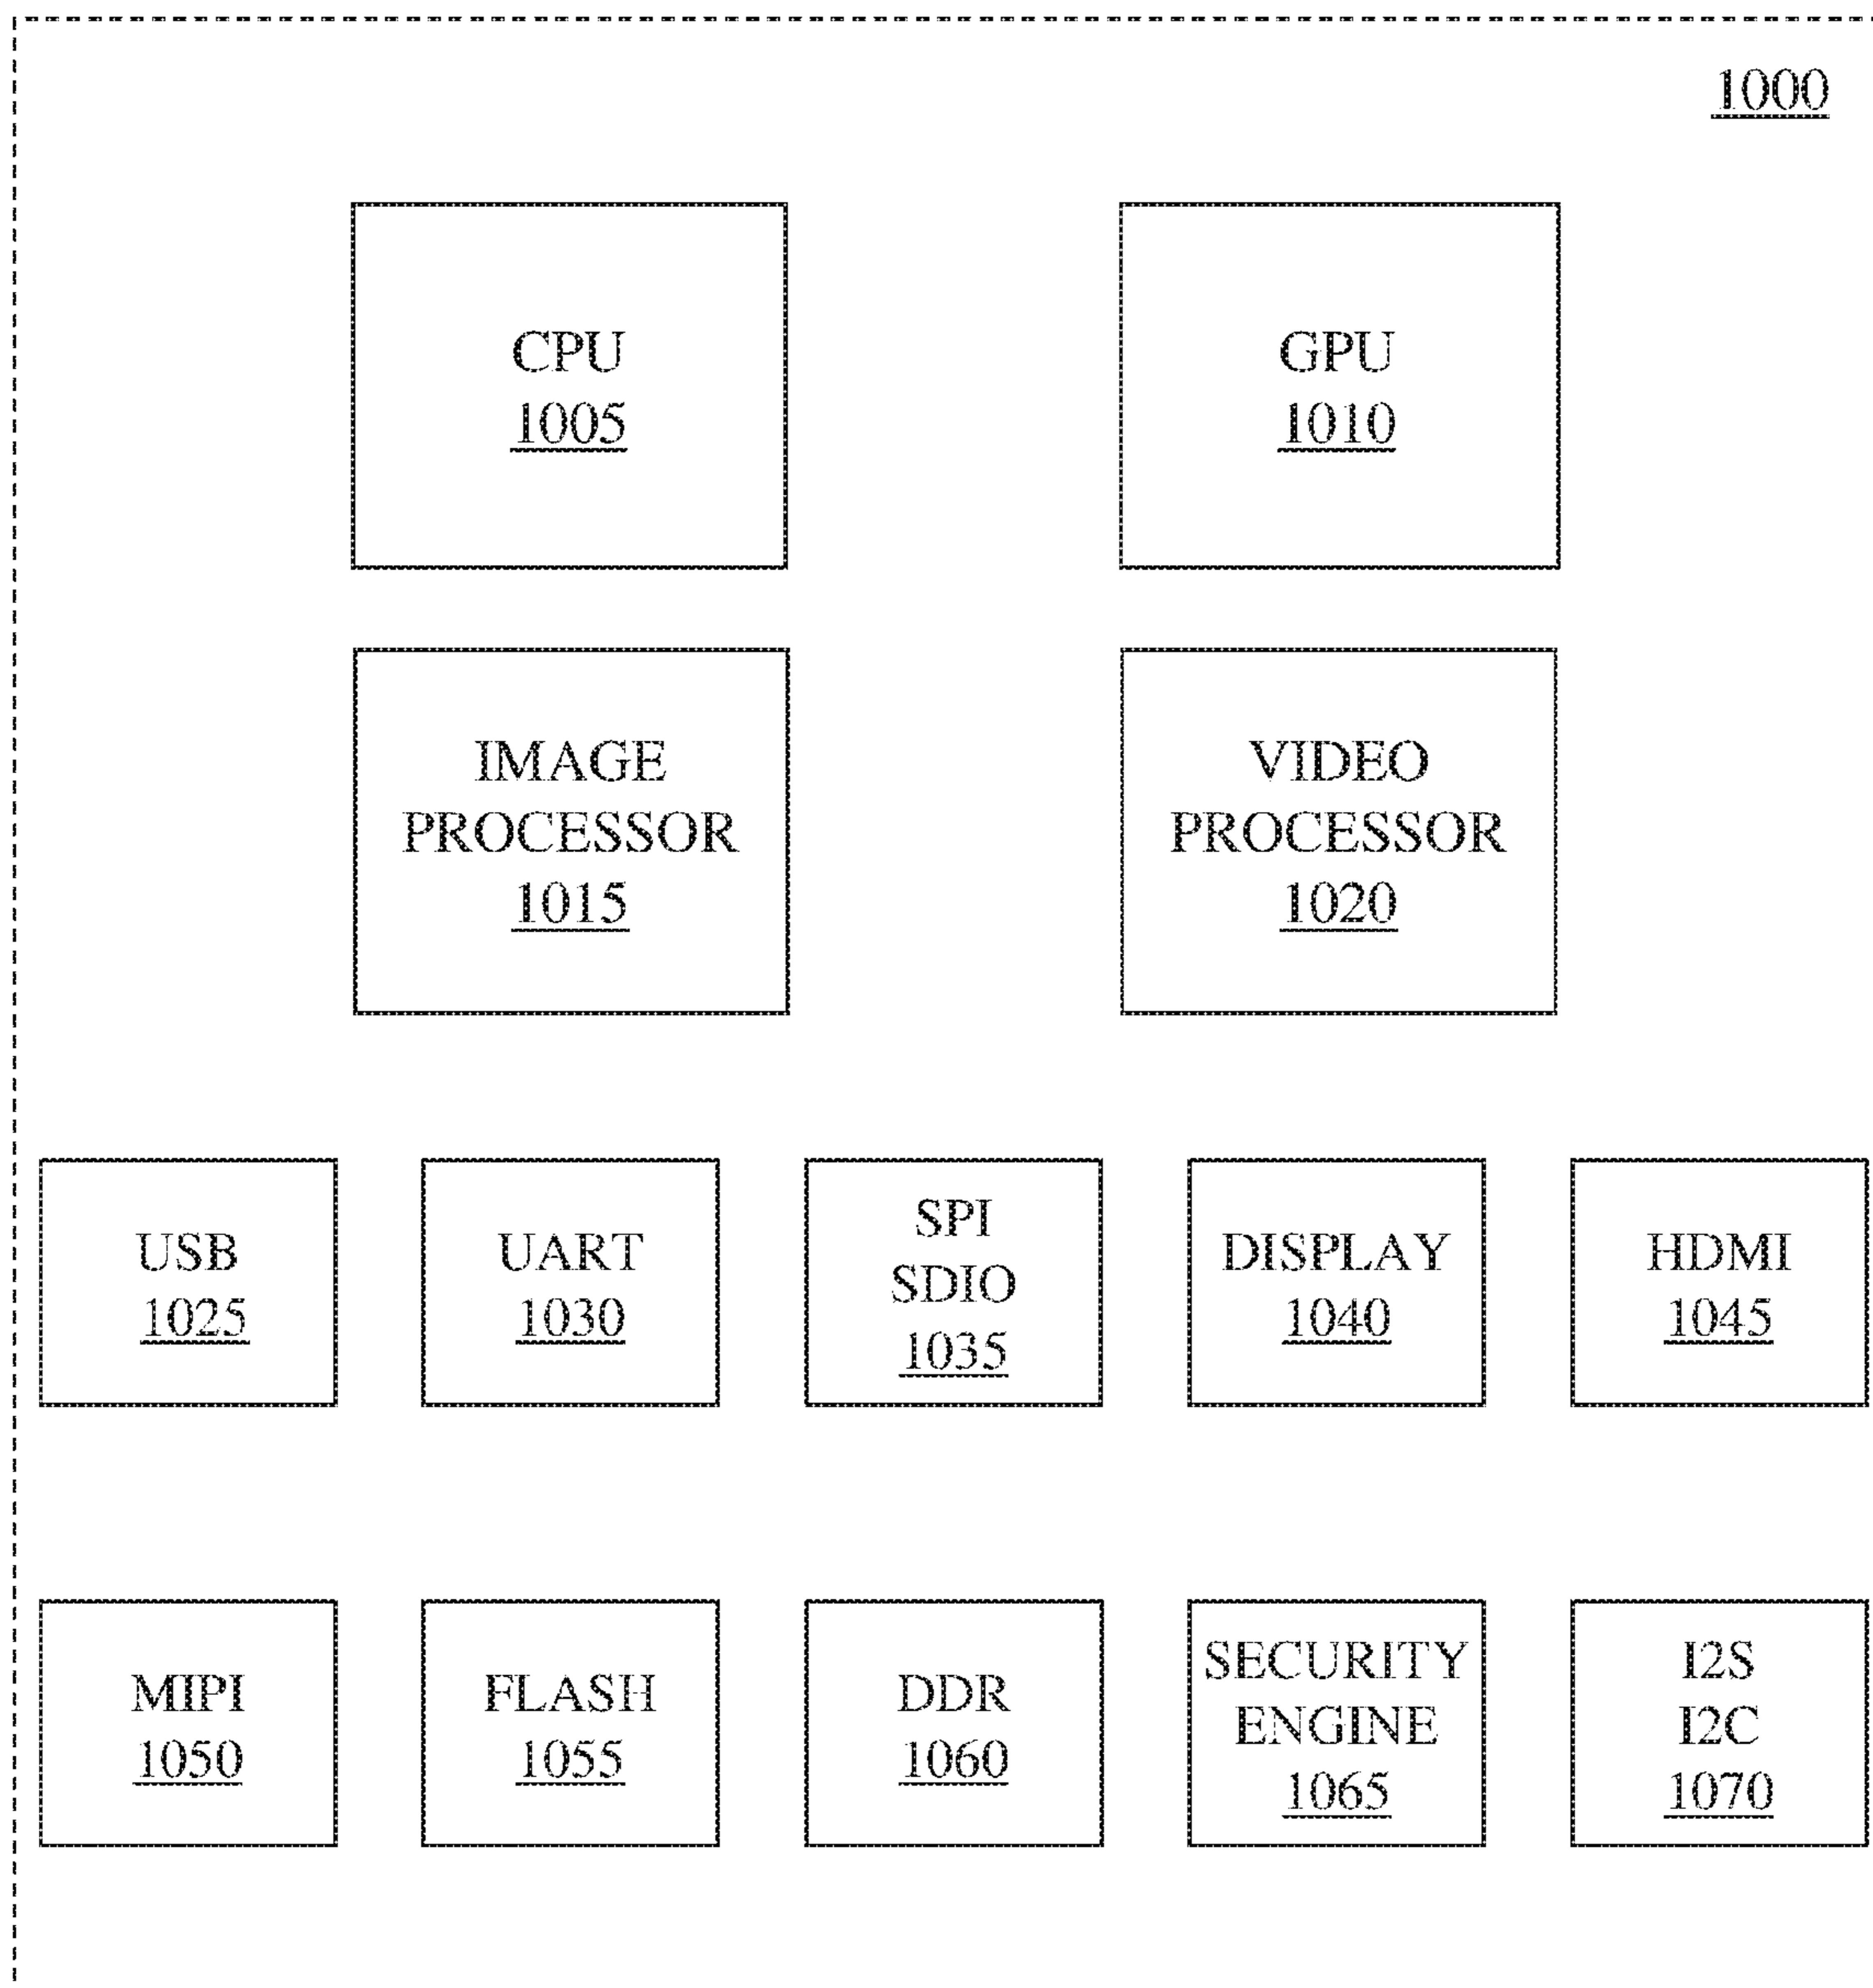 1000
CPU
1005
GPU
1010
IMAGE
PROCESSOR
1015
VIDEO
PROCESSOR
1020
USB
1025
UART
1030
SPI
SDIO
1035
DISPLAY
1040
HDMI
1045
MIPI
1050
FLASH
1055
DDR
1060
SECURITY
ENGINE
1065
I2S
I2C
1070